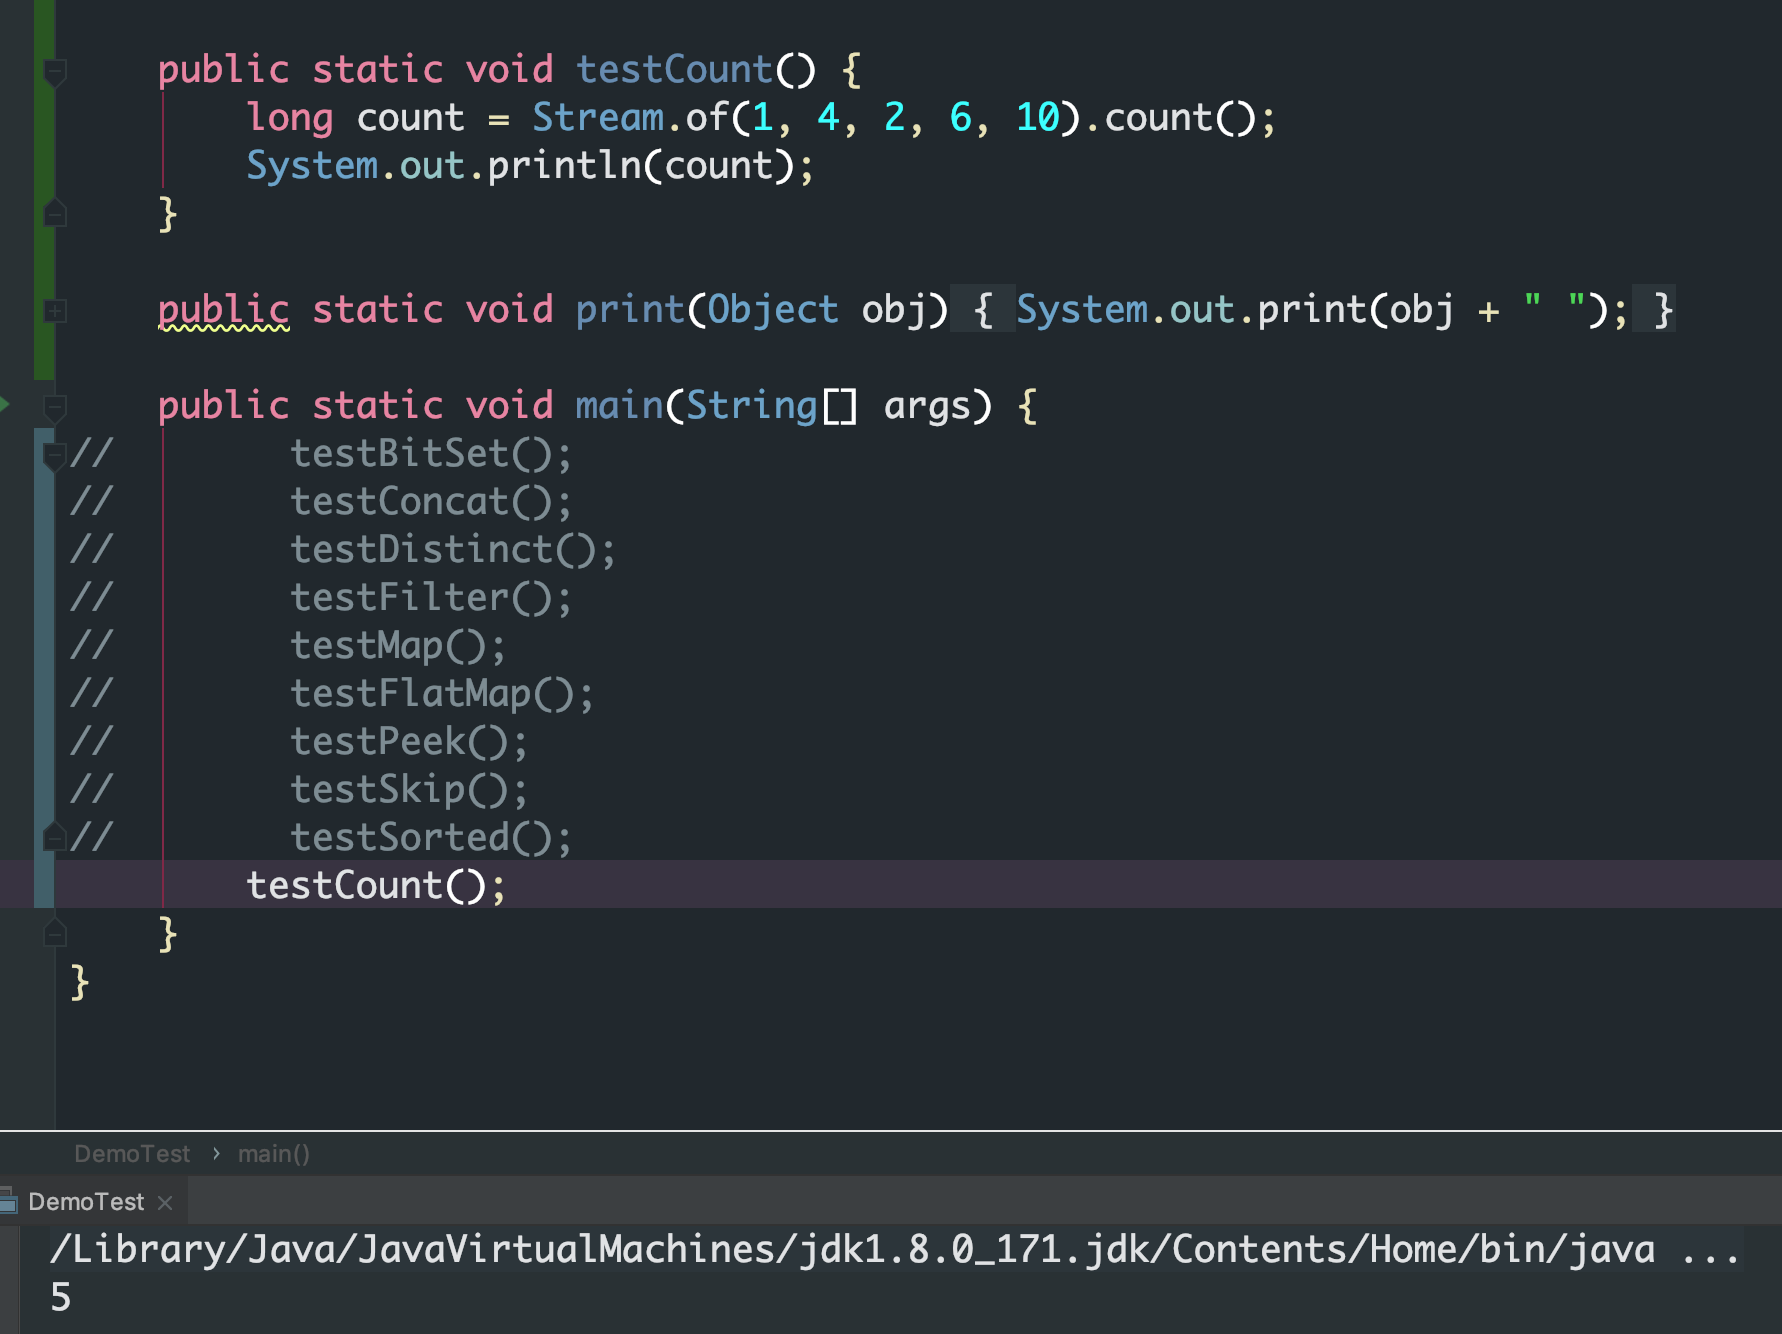 public static void testCount() {
long count = Stream.of(1, 4, 2, 6, 10).count();
System.out.println(count);
}
public static void print(Object obj) { System.out.print(obj + " "); }
public static void main(String[] args) {
// testBitSet();
// testConcat();
// testDistinct();
// testFilter();
// testMap();
// testFlatMap();
// testPeek();
// testSkip();
// testSorted();
testCount();
}
}
DemoTest › main()
DemoTest ×
/Library/Java/JavaVirtualMachines/jdk1.8.0_171.jdk/Contents/Home/bin/java ...
5